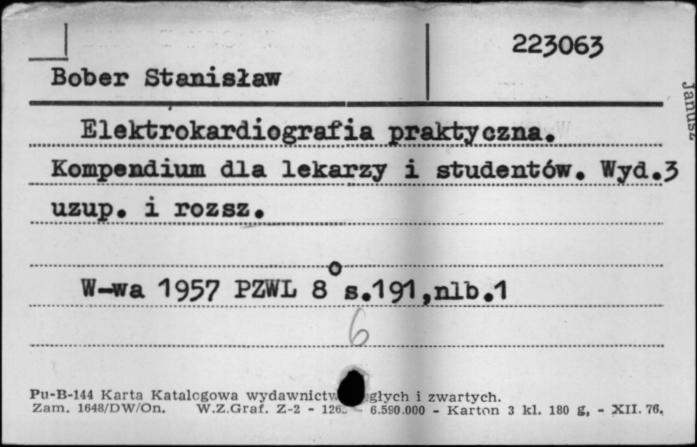 223063
Bober Stanisław
Janusz
Elektrokardiografia praktyczna.
Kompendium dla lekarzy i studentów. Wyd.3
uzup. i rozsz.
W-wa 1957 PZWL 8° s.191,nlb.1
6
Pu-B-144 Karta Katalogowa wydawnictw i zwartych.
Zam. 1648/DW/On. W.Z.Graf. Z-2 - 6.590.000 - Karton 3 kl. 180 g, - XII. 76.